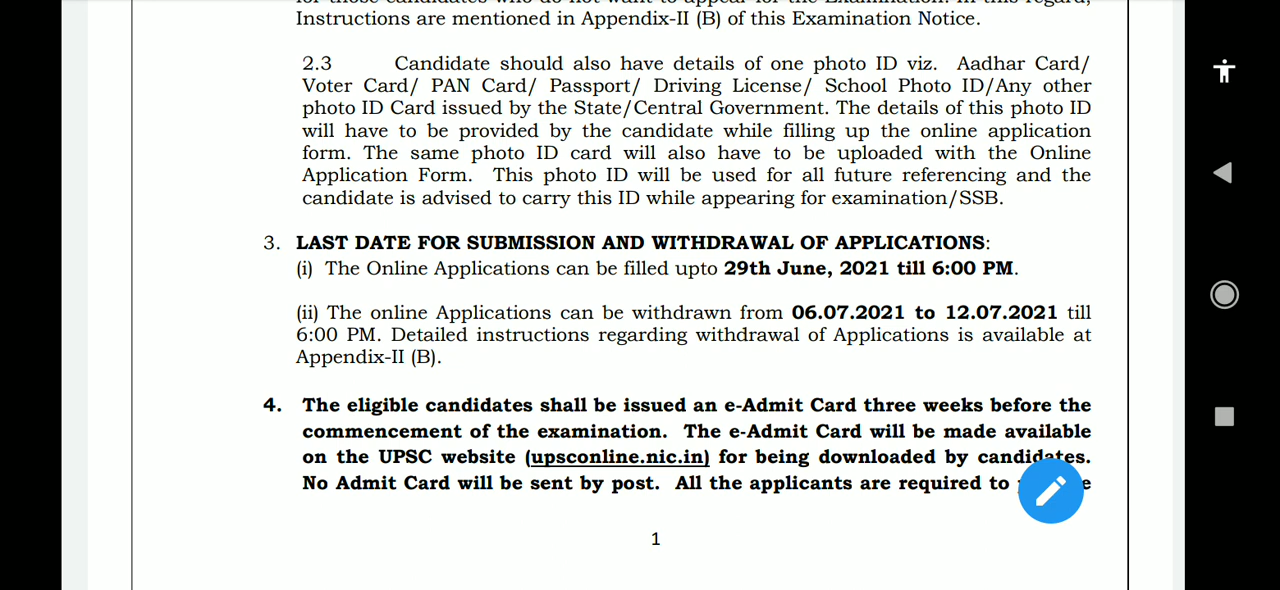 Instructions are mentioned in Appendix-II (B) of this Examination Notice.
2.3 Candidate should also have details of one photo ID viz. Aadhar Card/
Voter Card/ PAN Card/ Passport/ Driving License/ School Photo ID/Any other
photo ID Card issued by the State/Central Government. The details of this photo ID
will have to be provided by the candidate while filling up the online application
form. The same photo ID card will also have to be uploaded with the Online
Application Form. This photo ID will be used for all future referencing and the
candidate is advised to carry this ID while appearing for examination/SSB.
3. LAST DATE FOR SUBMISSION AND WITHDRAWAL OF APPLICATIONS:
(i) The Online Applications can be filled upto 29th June, 2021 till 6:00 PM.
(ii) The online Applications can be withdrawn from 06.07.2021 to 12.07.2021 till
6:00 PM. Detailed instructions regarding withdrawal of Applications is available at
Appendix-II (B).
4. The eligible candidates shall be issued an e-Admit Card three weeks before the
commencement of the examination. The e-Admit Card will be made available
on the UPSC website (upsconline.nic.in) for being downloaded by candidates.
No Admit Card will be sent by post. All the applicants are required to
1